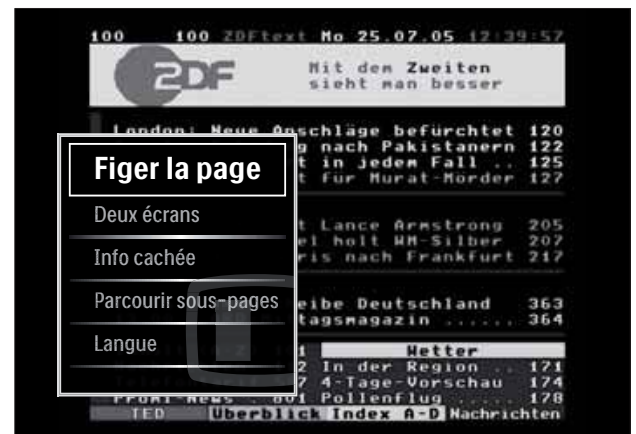 100 100 ZDFtext Mo 25.07.05 12:39:57
ZDF Mit dem Zweiten
sieht man besser
London: Neue Anschläge befürchtet 120
g nach Pakistanern 122
t in jedem Fall .. 125
t für Murat-Mörder 127
Figer la page
Deux écrans
Info cachée
Parcourir sous-pages
Langue
t Lance Armstrong 205
el holt WM-Silber 207
ris nach Frankfurt 217
eibe Deutschland 363
tagsmagazin ...... 364
1 Wetter
2 In der Region .. 171
7 4-Tage-Vorschau 174
Promi-News . 801 Pollenflug ..... 178
TED Überblick Index A-D Nachrichten